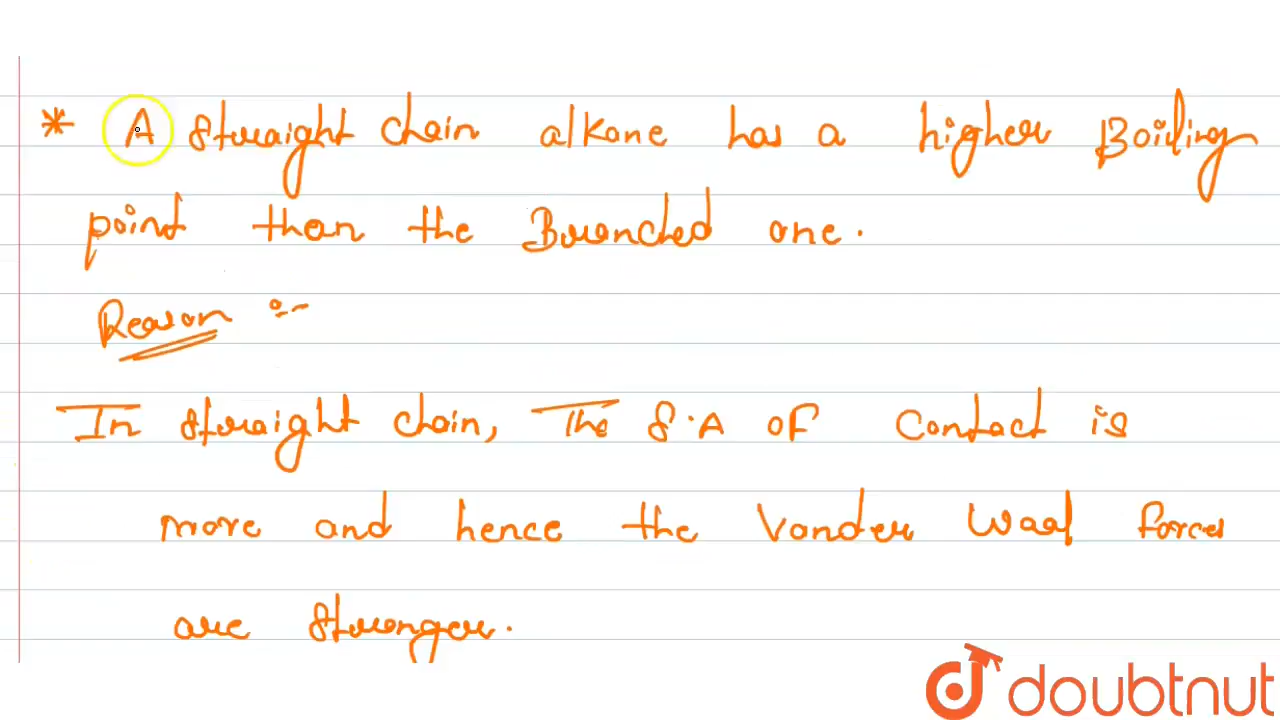 * A straight chain alkane has a higher Boiling
point than the Branched one.
Reason :-
In straight chain, The S.A of Contact is
more and hence the Vander Waal forces
are stronger.
doubtnut